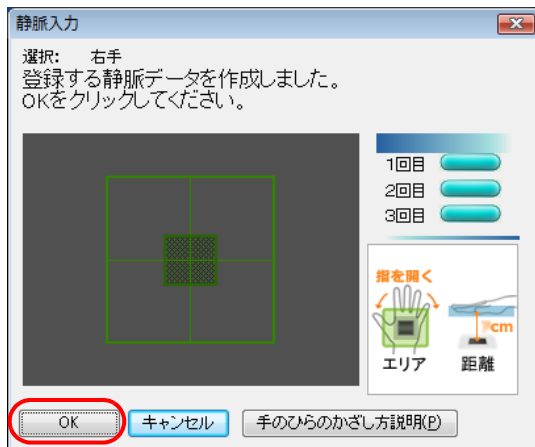 静脈入力
選択: 右手
登録する静脈データを作成しました。
OKをクリックしてください。
1回目
2回目
3回目
指を開く
エリア
7cm
距離
OK
キャンセル
手のひらのかざし方説明(P)